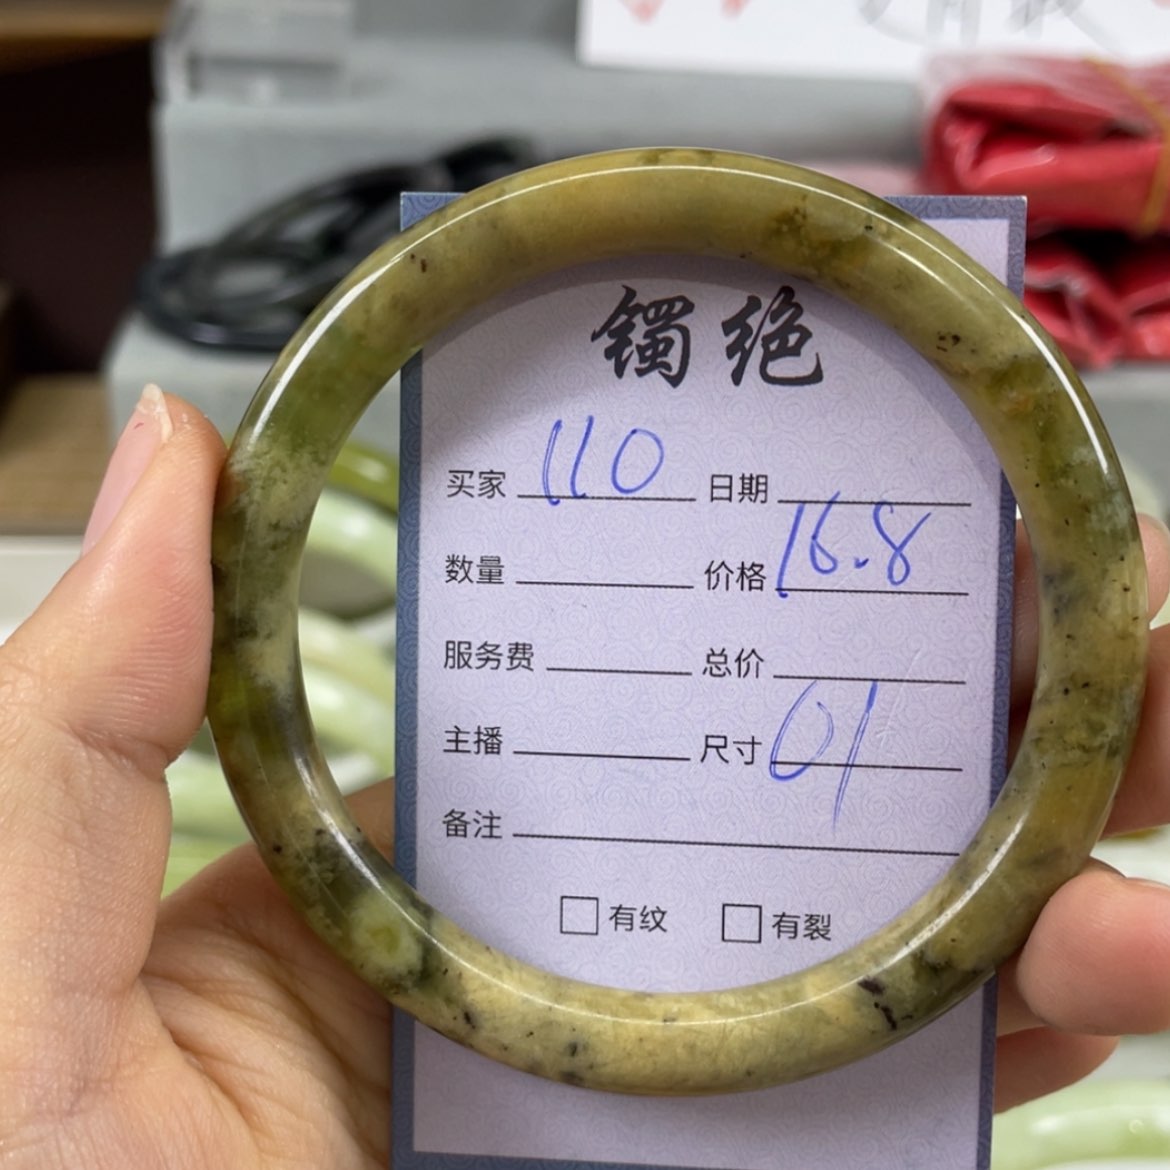 镯绝
买家 110 日期
数量 价格 16.8
服务费 总价
主播 尺寸 01
备注
有纹 有裂